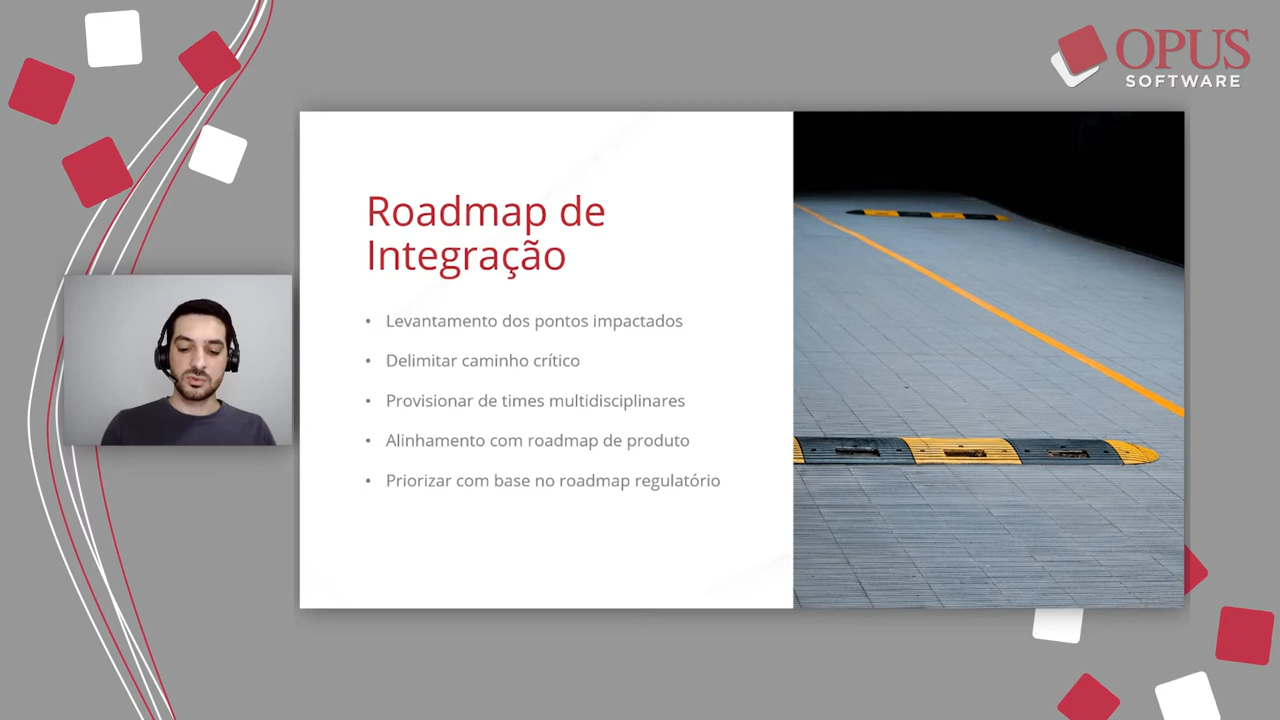 OPUS
SOFTWARE
Roadmap de
Integração
• Levantamento dos pontos impactados
• Delimitar caminho crítico
• Provisionar de times multidisciplinares
• Alinhamento com roadmap de produto
• Priorizar com base no roadmap regulatório